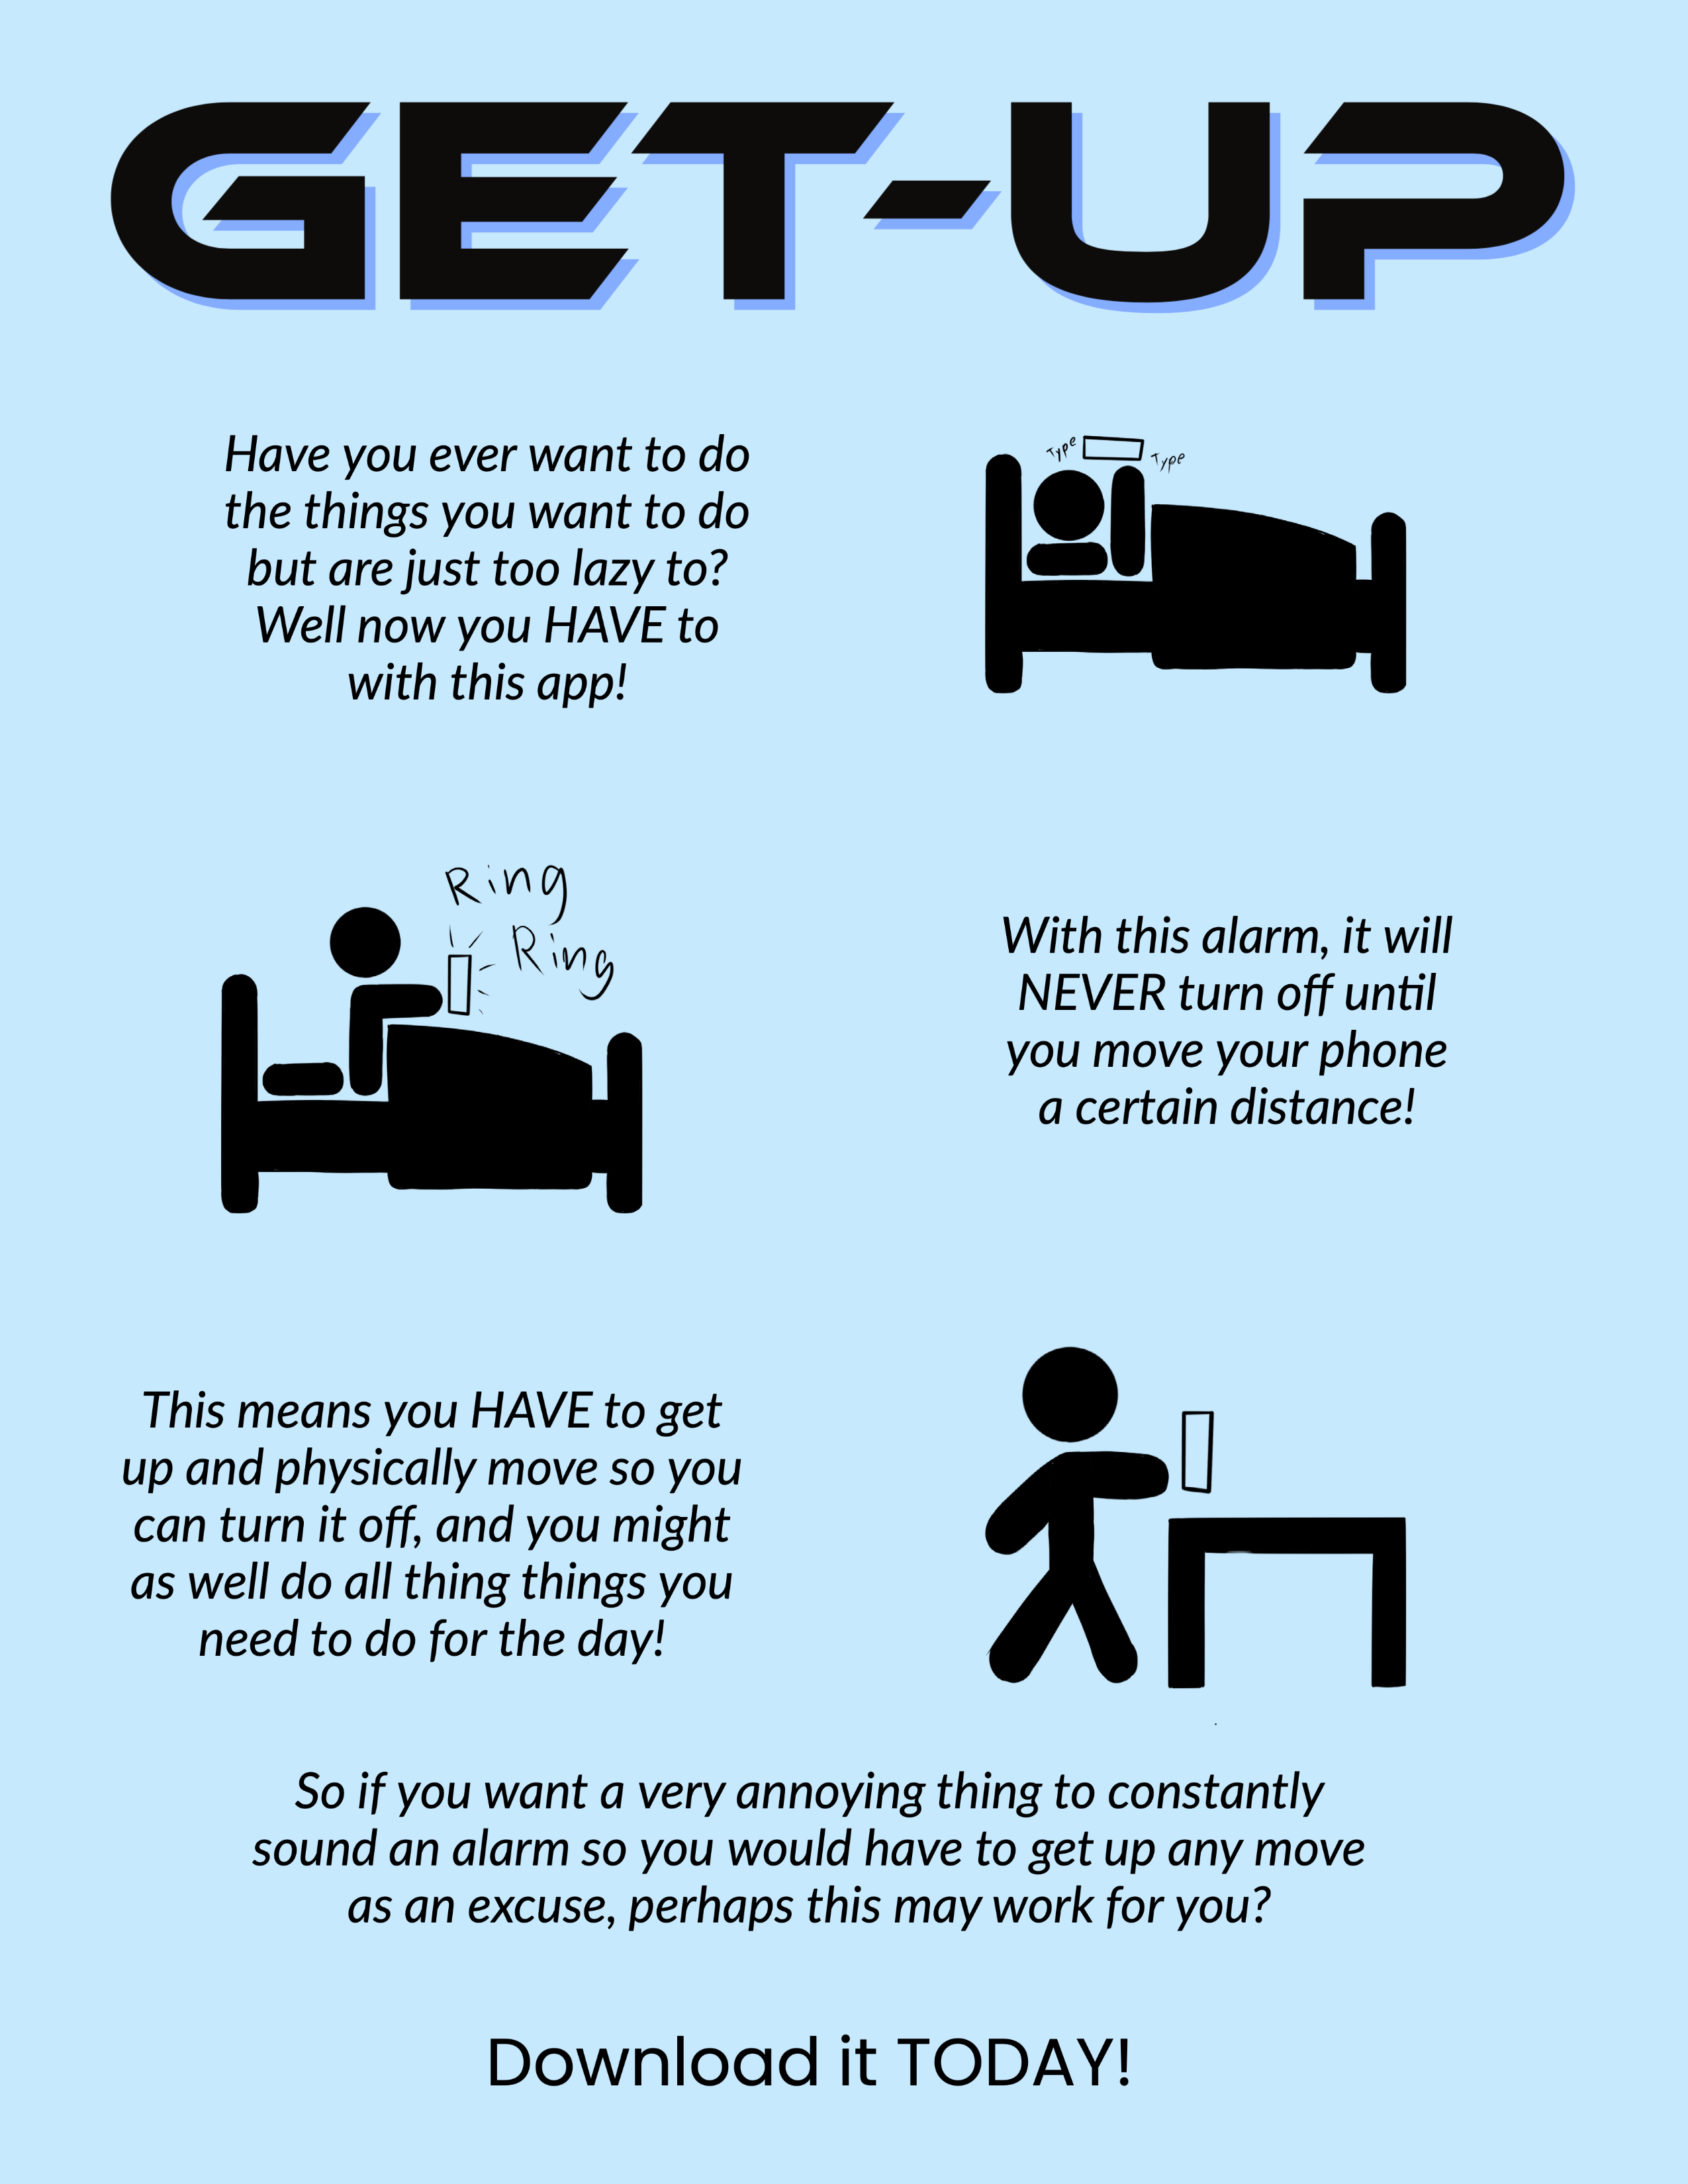 GET-UP
Have you ever want to do
the things you want to do
but are just too lazy to?
Well now you HAVE to
with this app!
Type
Type
Ring
Ring
With this alarm, it will
NEVER turn off until
you move your phone
a certain distance!
This means you HAVE to get
up and physically move so you
can turn it off, and you might
as well do all thing things you
need to do for the day!
So if you want a very annoying thing to constantly
sound an alarm so you would have to get up any move
as an excuse, perhaps this may work for you?
Download it TODAY!